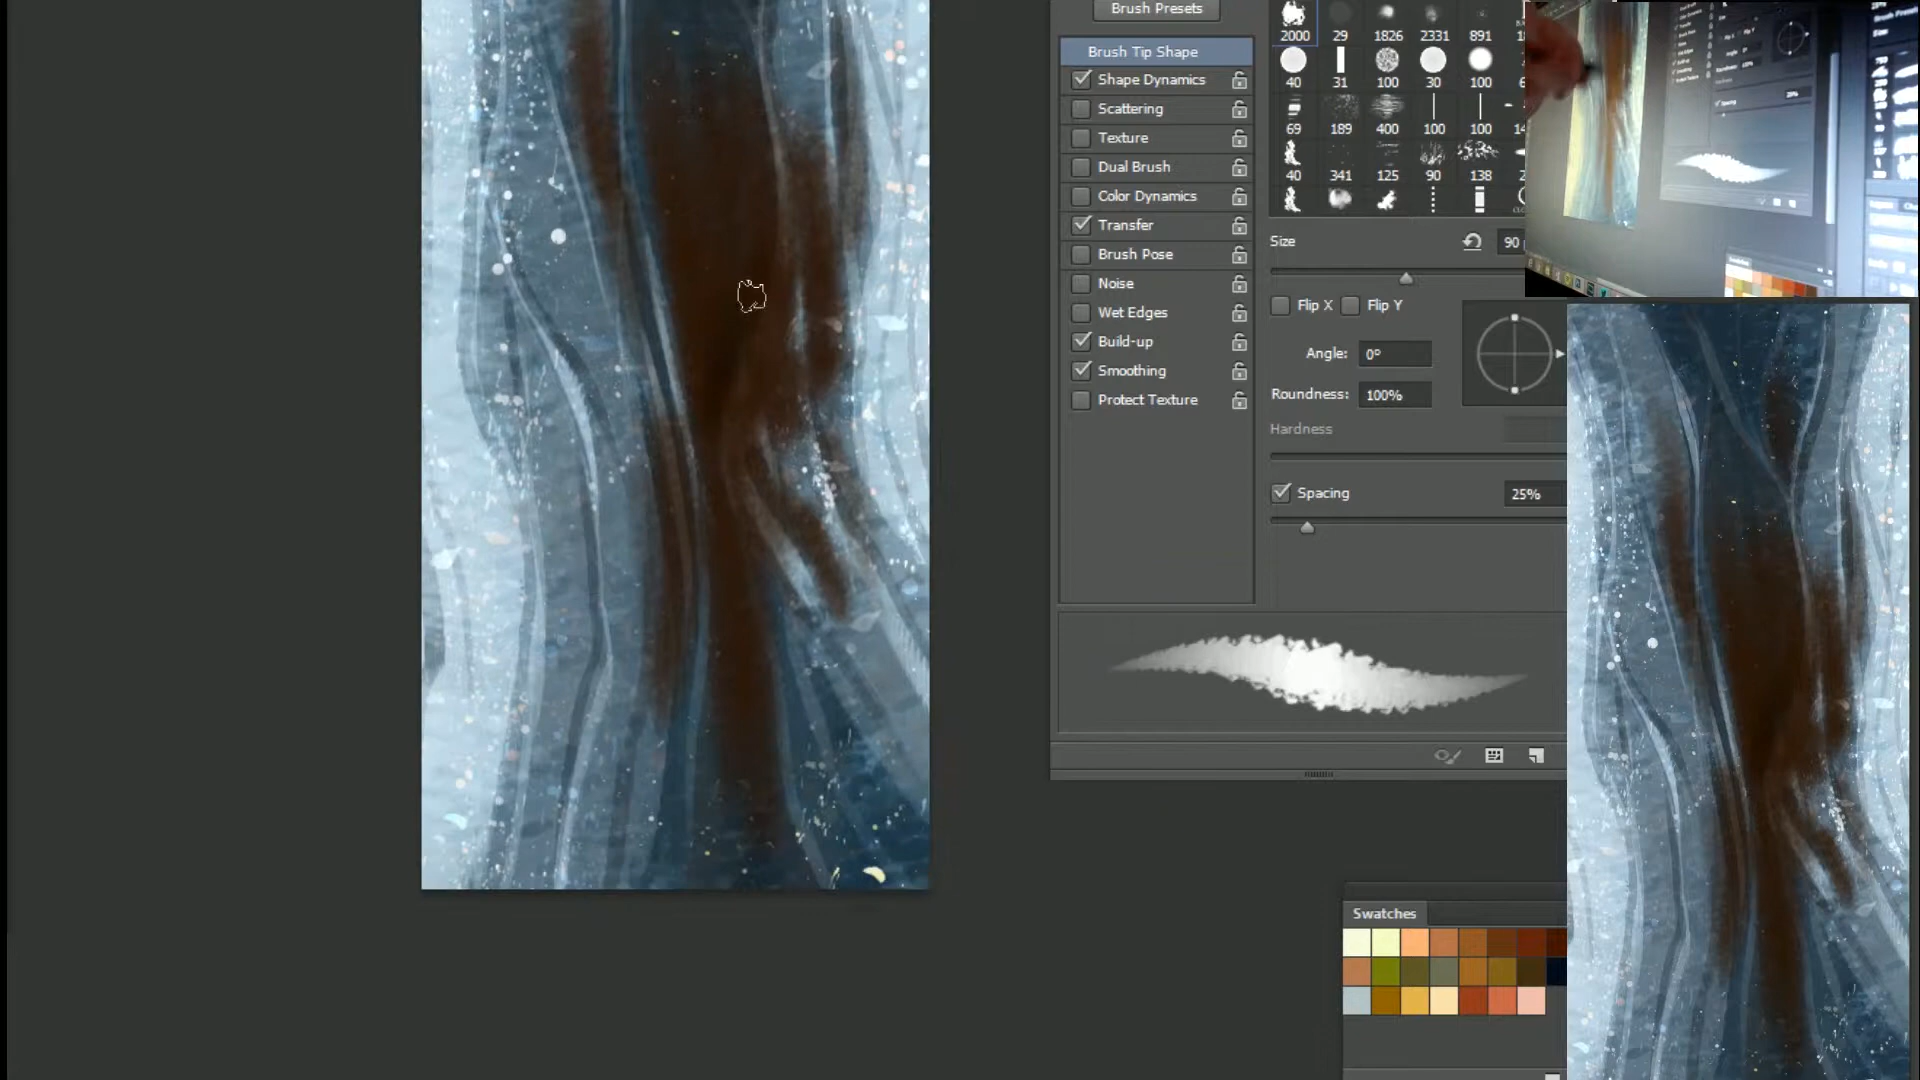 Brush Presets
Brush Tip Shape
Shape Dynamics
Scattering
Texture
Dual Brush
Color Dynamics
Transfer
Brush Pose
Noise
Wet Edges
Build-up
Smoothing
Protect Texture
2000 29 1826 2331 891
40 31 100 30 100
69 189 400 100 100
40 341 125 90 138
Size 90
Flip X Flip Y
Angle: 0º
Roundness: 100%
Hardness
Spacing 25%
Swatches